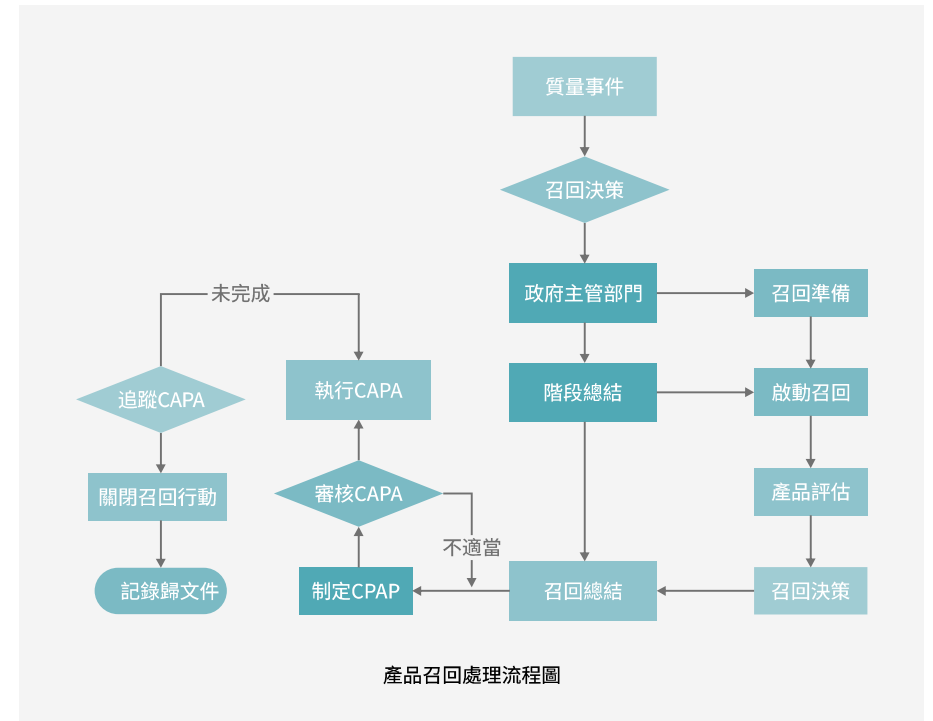 質量事件
召回決策
政府主管部門
召回準備
階段總結
啟動召回
產品評估
召回決策
召回總結
制定CPAP
不適當
審核CAPA
執行CAPA
未完成
追蹤CAPA
關閉召回行動
記錄歸文件
產品召回處理流程圖